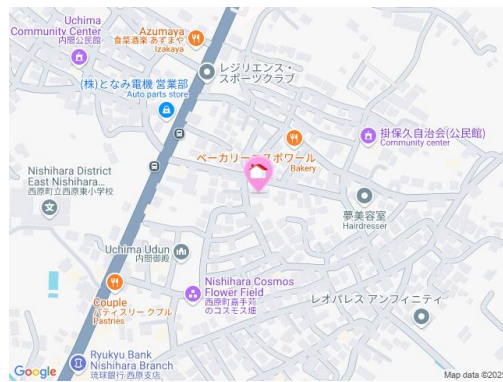 Uchima
Community Center
内間公民館
Azumaya
食菜酒楽 あずまや
Izakaya
レジリエンス・
スポーツクラブ
(株)となみ電機 営業部
Auto parts store
掛保久自治会(公民館)
Community center
Bakery
Nishihara District
East Nishihara...
西原町立西原東小学校
夢美容室
Hairdresser
Uchima Udun
内間御殿
Nishihara Cosmos
Flower Field
西原町嘉手苅
のコスモス畑
Couple
パティスリー クプル
Pastries
レオパレス アンフィニティ
Ryukyu Bank
Nishihara Branch
琉球銀行 西原支店
Google
Map data ©2025